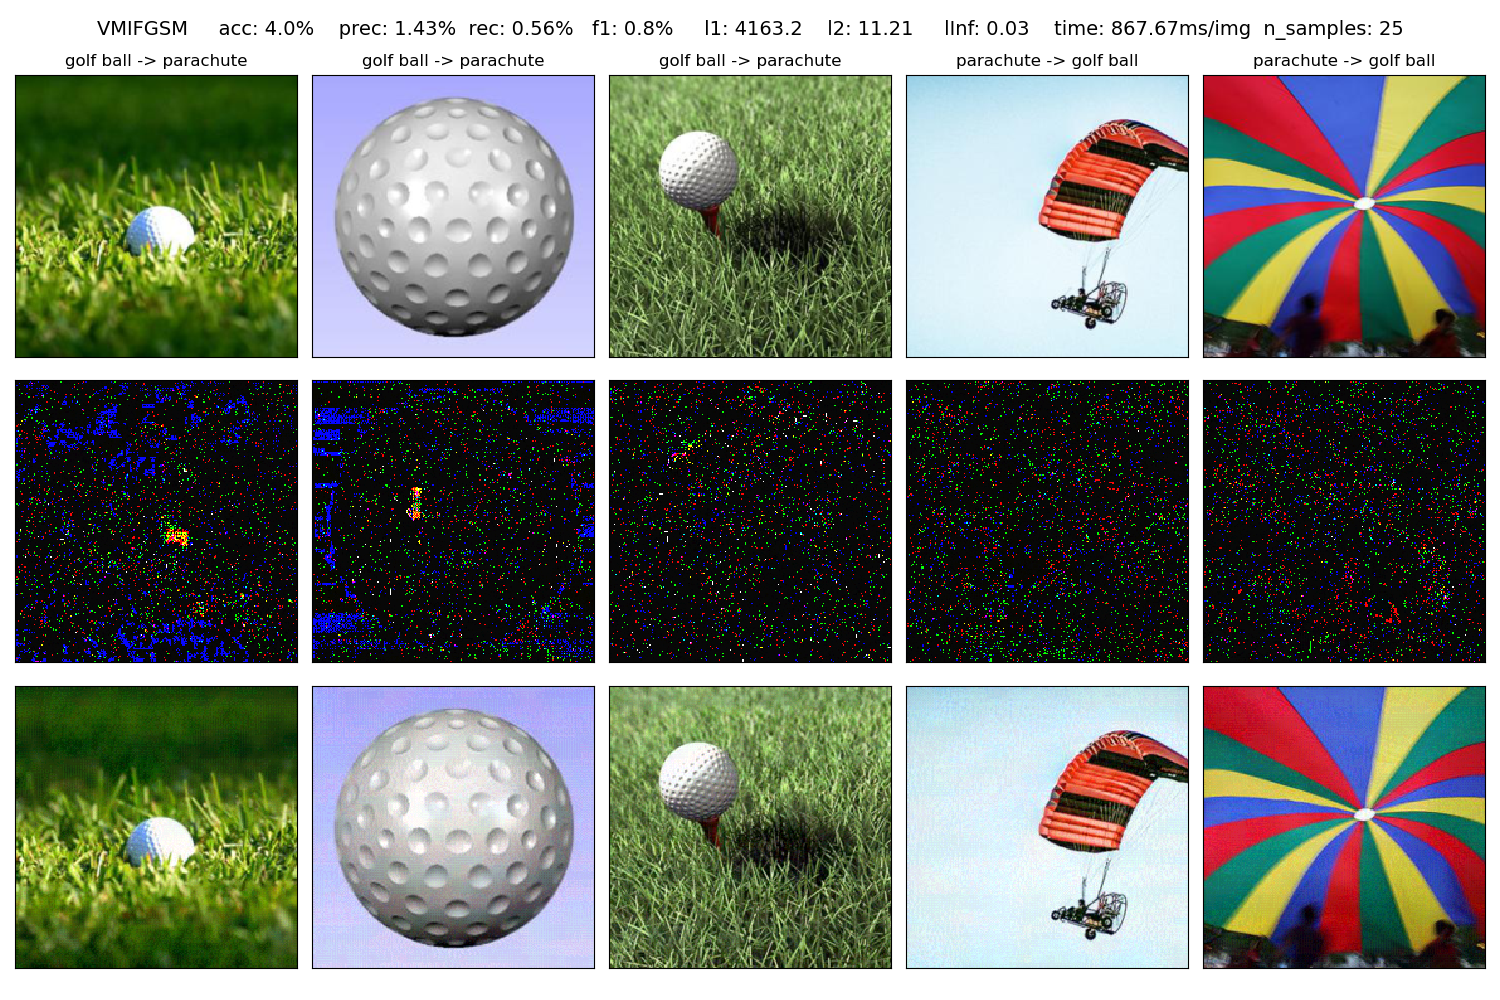 VMIFGSM acc: 4.0% prec: 1.43% rec: 0.56% f1: 0.8% l1: 4163.2 l2: 11.21 lInf: 0.03 time: 867.67ms/img n_samples: 25
golf ball -> parachute golf ball -> parachute golf ball -> parachute parachute -> golf ball parachute -> golf ball